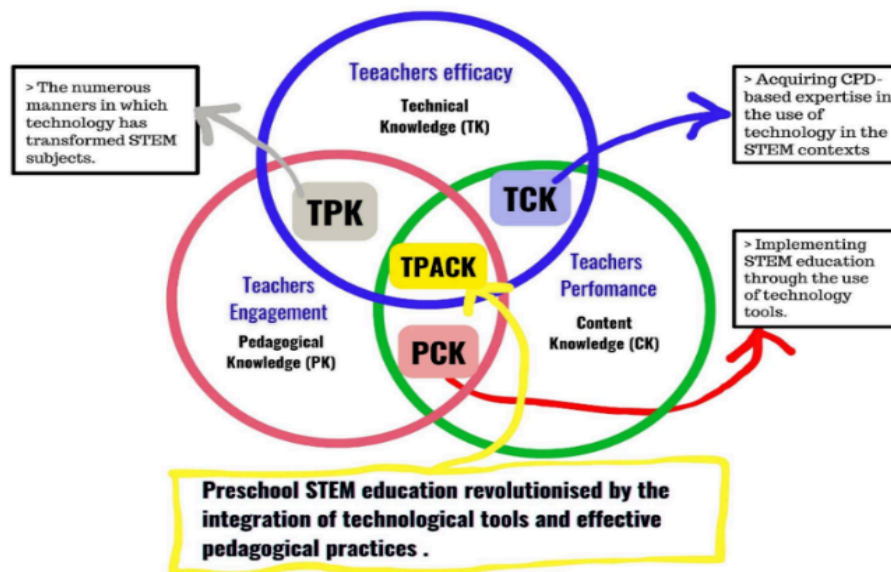 Teeachers efficacy
Technical
Knowledge (TK)
> The numerous
manners in which
technology has
transformed STEM
subjects.
> Acquiring CPD-
based expertise in
the use of
technology in the
STEM contexts
TPK
TCK
TPACK
Teachers
Engagement
Pedagogical
Knowledge (PK)
Teachers
Perfomance
Content
Knowledge (CK)
> Implementing
STEM education
through the use
of technology
tools.
PCK
Preschool STEM education revolutionised by the
integration of technological tools and effective
pedagogical practices .